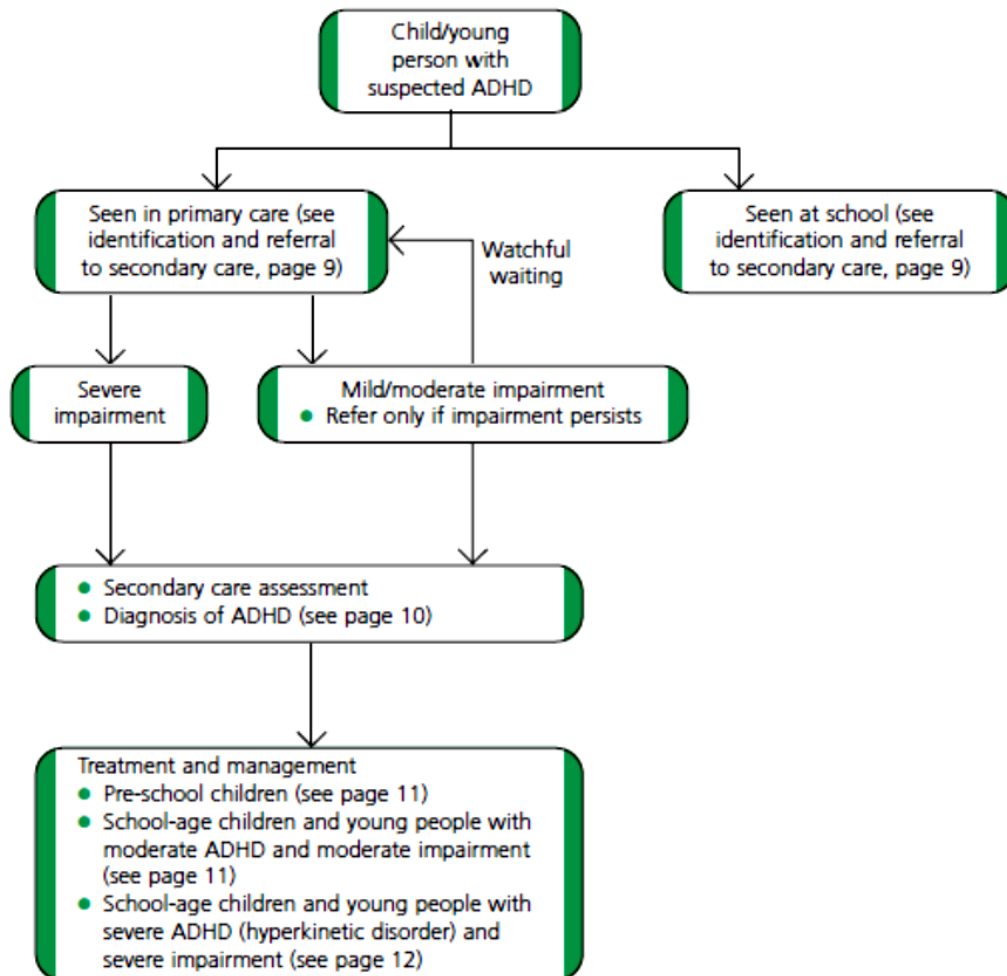 Child/young
person with
suspected ADHD
Seen in primary care (see
identification and referral
to secondary care, page 9)
Watchful
waiting
Seen at school (see
identification and referral
to secondary care, page 9)
Severe
impairment
Mild/moderate impairment
● Refer only if impairment persists
● Secondary care assessment
● Diagnosis of ADHD (see page 10)
Treatment and management
● Pre-school children (see page 11)
● School-age children and young people with
moderate ADHD and moderate impairment
(see page 11)
● School-age children and young people with
severe ADHD (hyperkinetic disorder) and
severe impairment (see page 12)